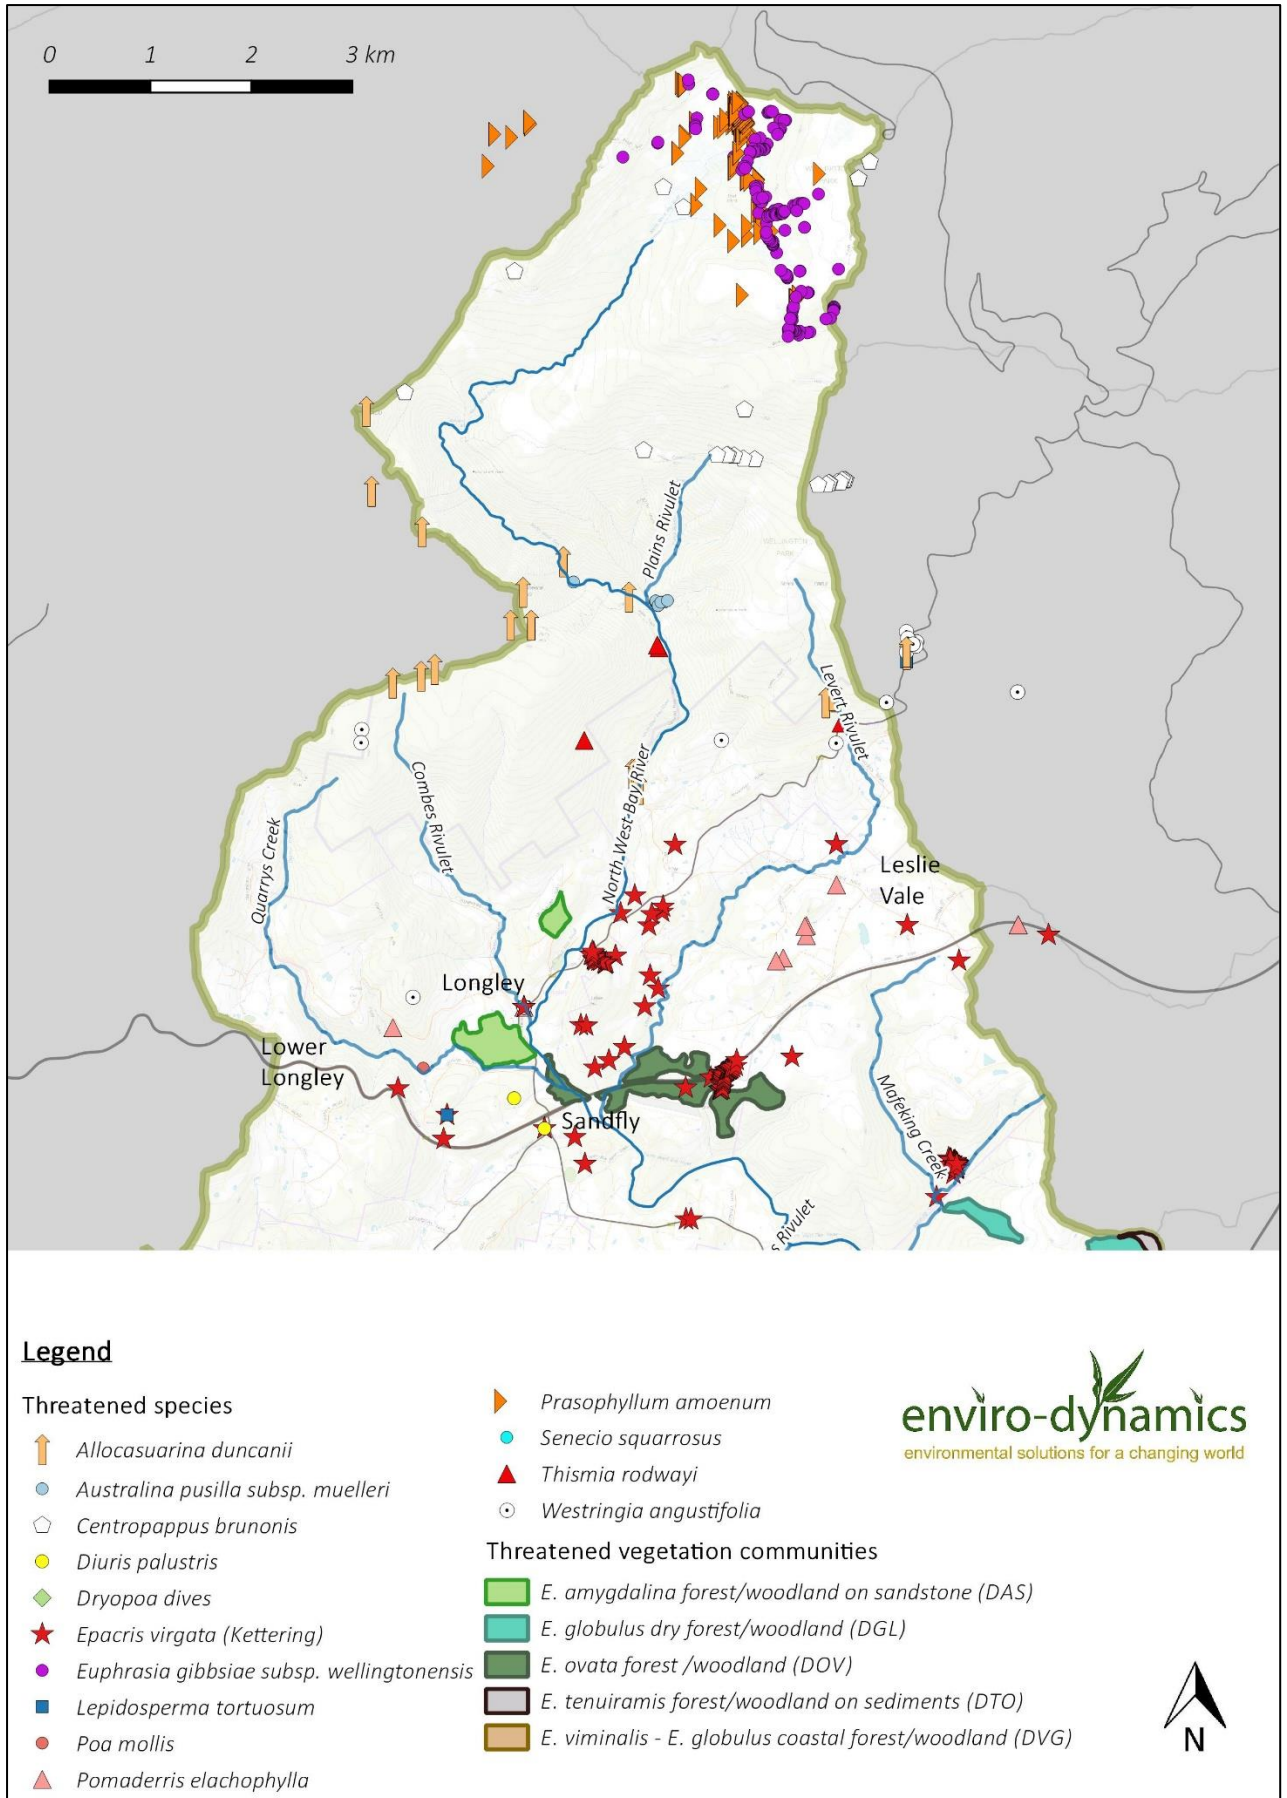 0 1 2 3 km
Plains Rivulet
Levert Rivulet
North West Bay River
Combes Rivulet
Quarrys Creek
Leslie
Vale
Longley
Lower
Longley
Sandfly
Mafeking Creek
s Rivulet
Legend
Threatened species
Allocasuarina duncanii
Australina pusilla subsp. muelleri
Centropappus brunonis
Diuris palustris
Dryopoa dives
Epacris virgata (Kettering)
Euphrasia gibbsiae subsp. wellingtonensis
Lepidosperma tortuosum
Poa mollis
Pomaderris elachophylla
Prasophyllum amoenum
Senecio squarrosus
Thismia rodwayi
Westringia angustifolia
Threatened vegetation communities
E. amygdalina forest/woodland on sandstone (DAS)
E. globulus dry forest/woodland (DGL)
E. ovata forest /woodland (DOV)
E. tenuiramis forest/woodland on sediments (DTO)
E. viminalis - E. globulus coastal forest/woodland (DVG)
enviro-dynamics
environmental solutions for a changing world
N